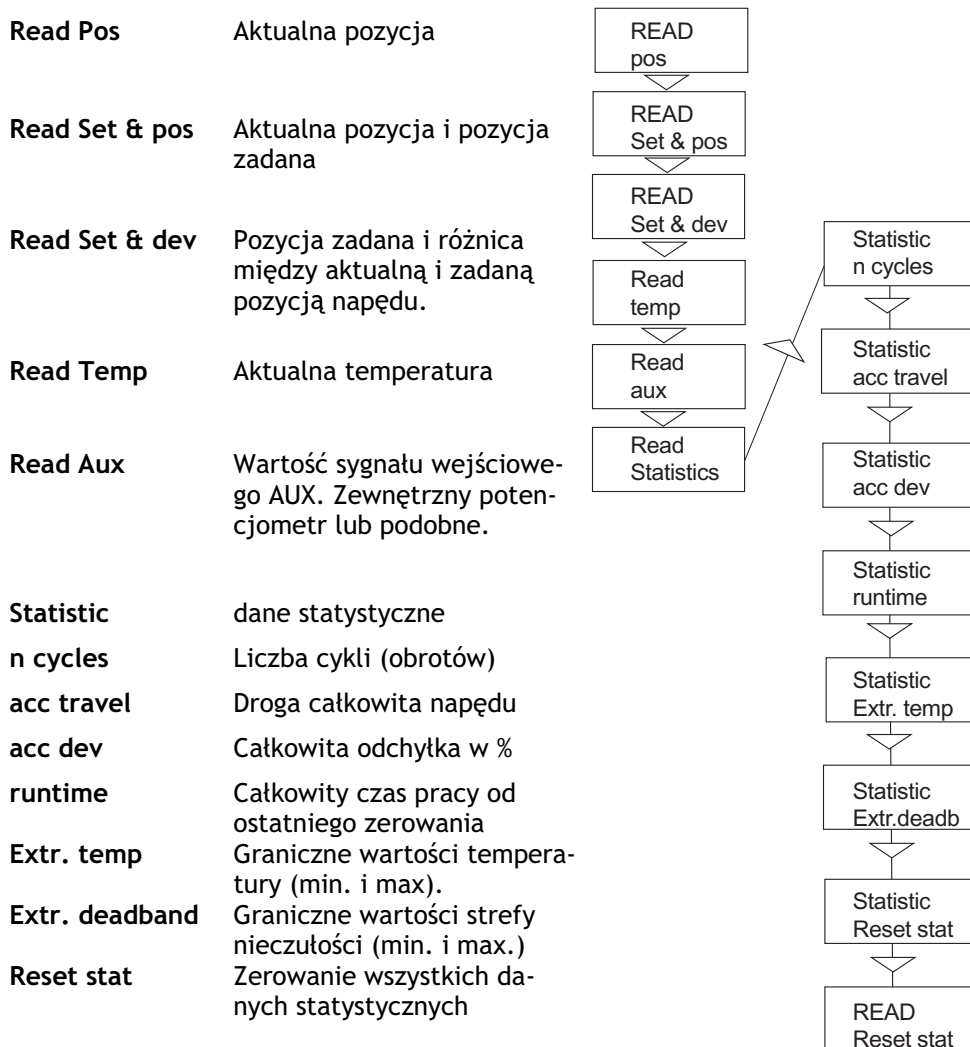 Read Pos Aktualna pozycja
Read Set & pos Aktualna pozycja i pozycja
zadana
Read Set & dev Pozycja zadana i różnica
między aktualną i zadaną
pozycją napędu.
Read Temp Aktualna temperatura
Read Aux Wartość sygnału wejściowe-
go AUX. Zewnętrzny poten-
cjometr lub podobne.
Statistic dane statystyczne
n cycles Liczba cykli (obrotów)
acc travel Droga całkowita napędu
acc dev Całkowita odchyłka w %
runtime Całkowity czas pracy od
ostatniego zerowania
Extr. temp Graniczne wartości tempera-
tury (min. i max).
Extr. deadband Graniczne wartości strefy
nieczułości (min. i max.)
Reset stat Zerowanie wszystkich da-
nych statystycznych
READ
pos
READ
Set & pos
READ
Set & dev
Read
temp
Read
aux
Read
Statistics
Statistic
n cycles
Statistic
acc travel
Statistic
acc dev
Statistic
runtime
Statistic
Extr. temp
Statistic
Extr.deadb
Statistic
Reset stat
READ
Reset stat